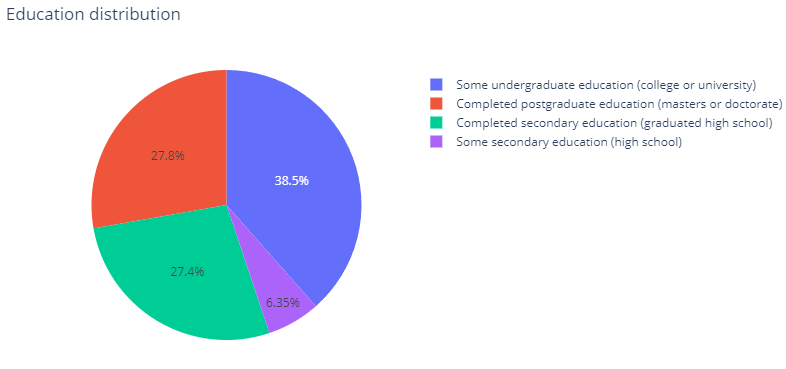 Education distribution
Some undergraduate education (college or university)
Completed postgraduate education (masters or doctorate)
Completed secondary education (graduated high school)
Some secondary education (high school)
27.8%
38.5%
27.4%
6.35%